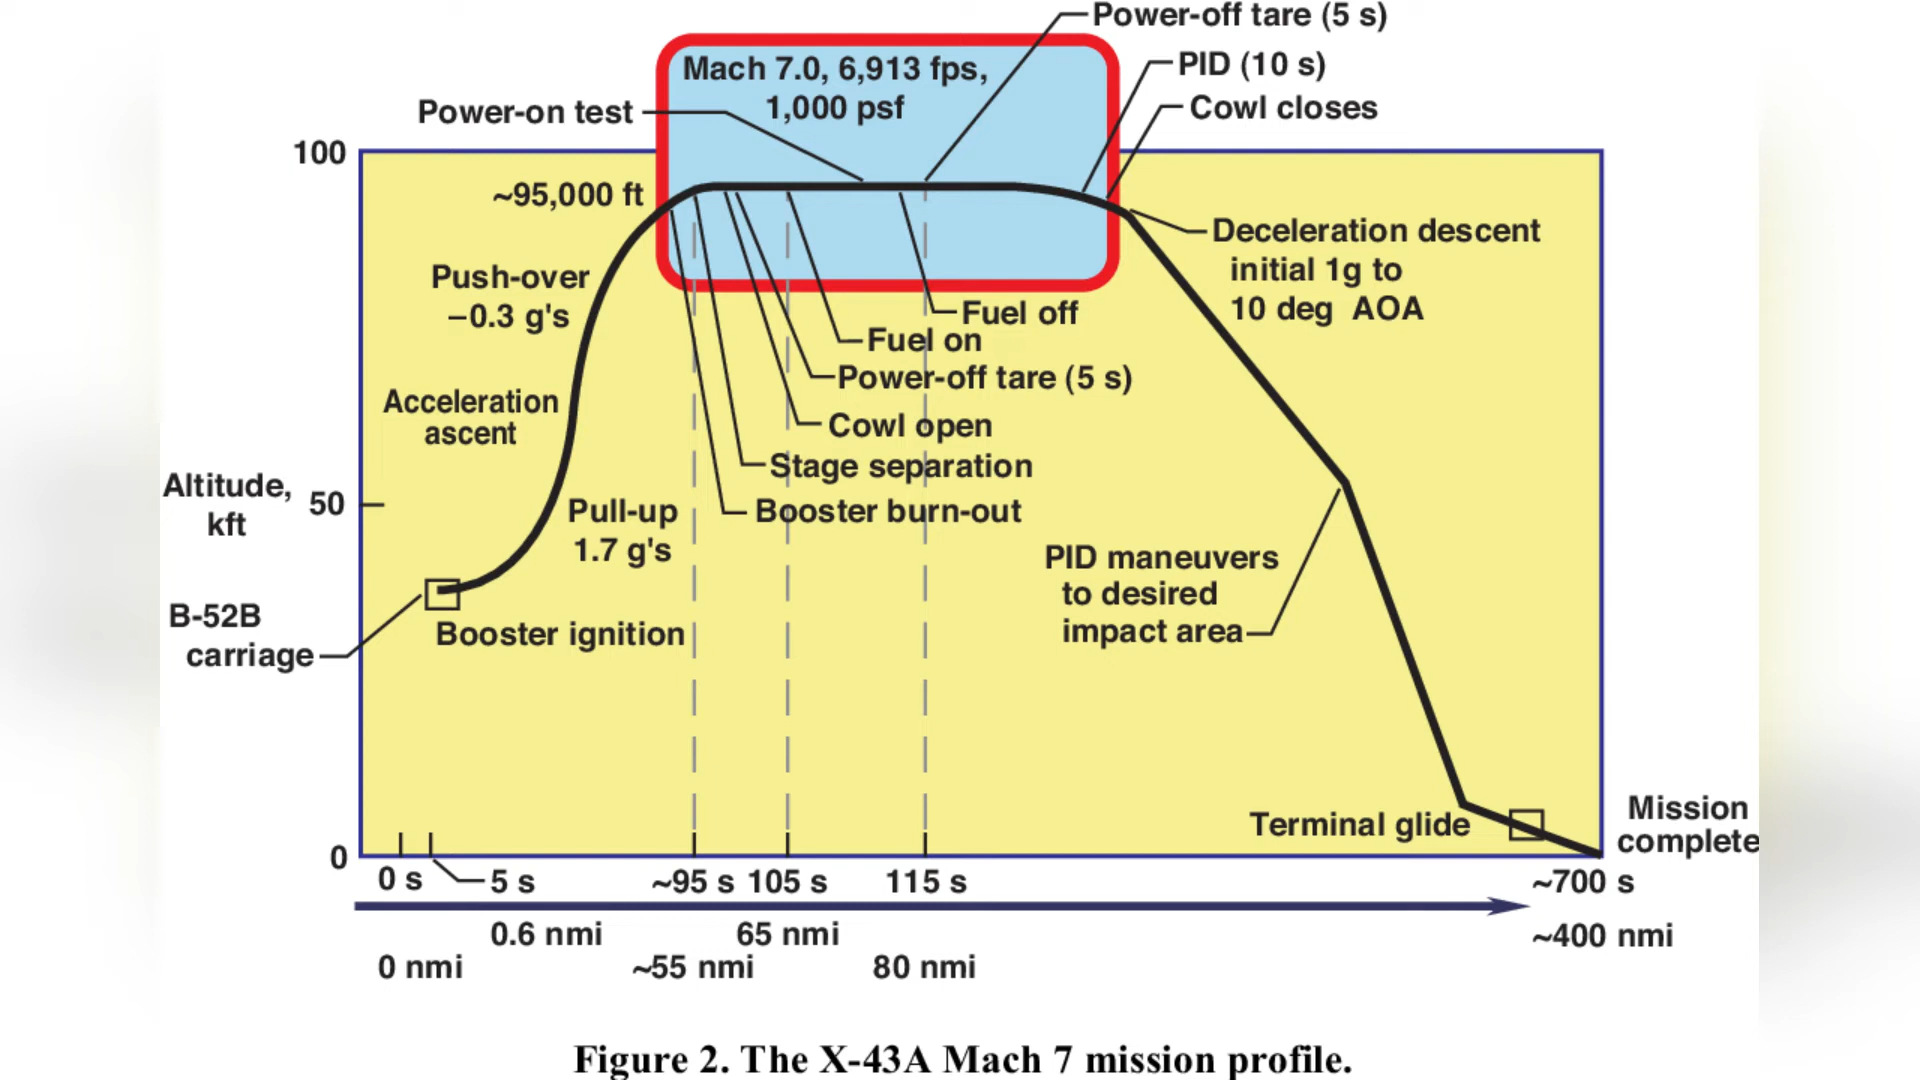 Power-off tare (5 s)
PID (10 s)
Cowl closes
Mach 7.0, 6,913 fps,
1,000 psf
Power-on test
100
~95,000 ft
Deceleration descent
initial 1g to
10 deg AOA
Push-over
–0.3 g's
Fuel off
Fuel on
Power-off tare (5 s)
Acceleration
ascent
Cowl open
Stage separation
Booster burn-out
Altitude,
kft
50
Pull-up
1.7 g's
PID maneuvers
to desired
impact area
B-52B
carriage
Booster ignition
Terminal glide
Mission
complete
0
0 s
5 s
~95 s
105 s
115 s
~700 s
0.6 nmi
65 nmi
~400 nmi
0 nmi
~55 nmi
80 nmi
Figure 2. The X-43A Mach 7 mission profile.